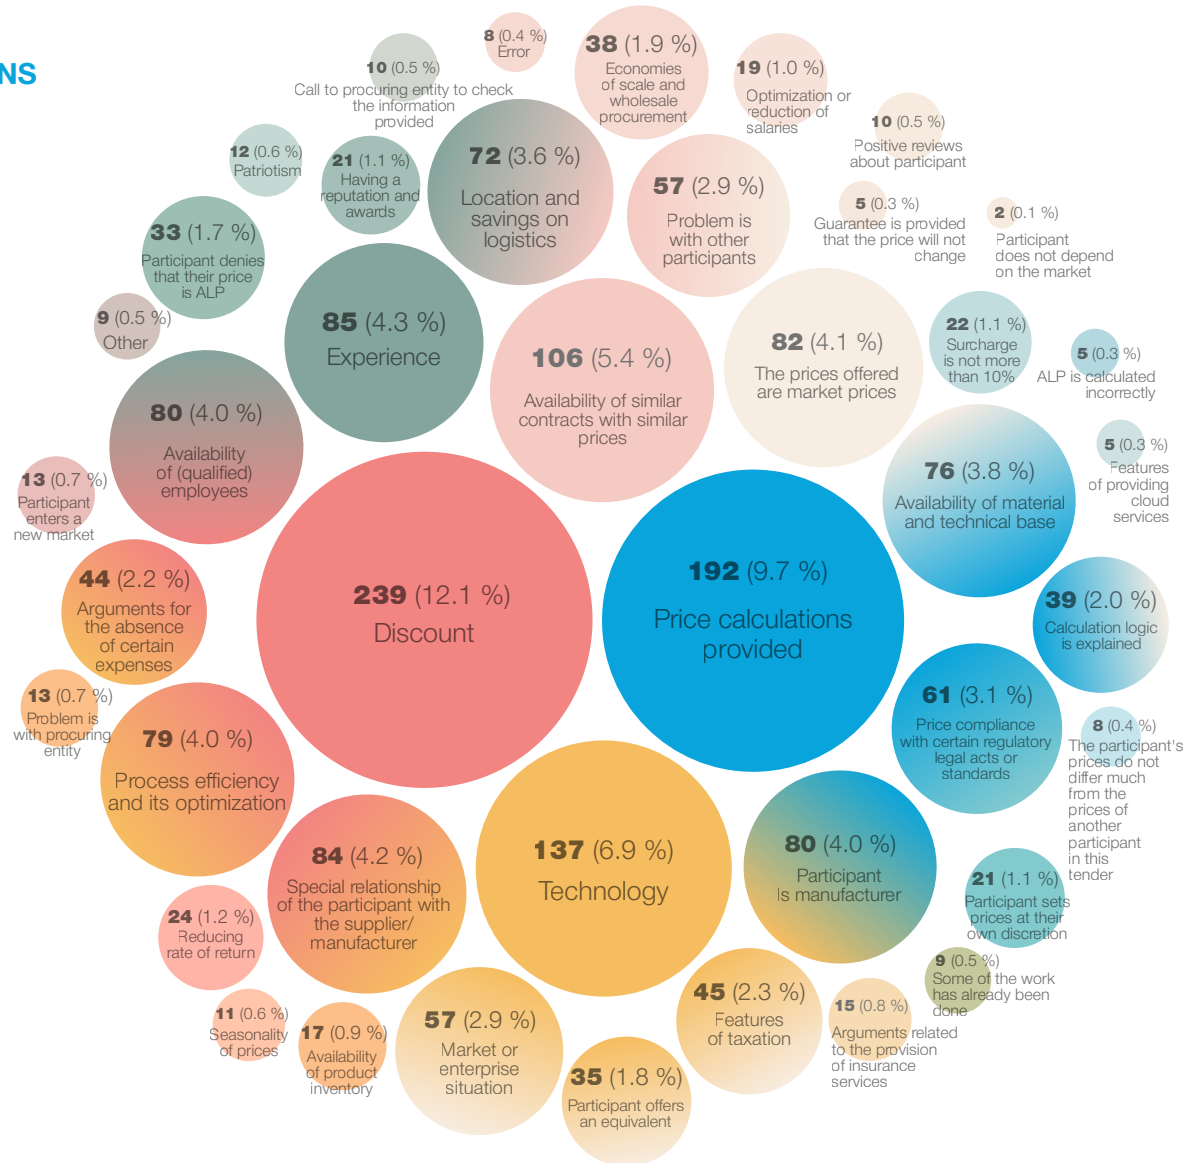 NS
8 (0.4 %)
Error
38 (1.9 %)
Economies
of scale and
wholesale
procurement
19 (1.0 %)
Optimization or
reduction of
salaries
10 (0.5 %)
Call to procuring entity to check
the information
provided
10 (0.5 %)
Positive reviews
about participant
12 (0.6 %)
Patriotism
21 (1.1 %)
Having a
reputation and
awards
72 (3.6 %)
Location and
savings on
logistics
57 (2.9 %)
Problem is
with other
participants
5 (0.3 %)
Guarantee is provided
that the price will not
change
2 (0.1 %)
Participant
does not depend
on the market
33 (1.7 %)
Participant denies
that their price
is ALP
9 (0.5 %)
Other
85 (4.3 %)
Experience
106 (5.4 %)
Availability of similar
contracts with similar
prices
82 (4.1 %)
The prices offered
are market prices
22 (1.1 %)
Surcharge
is not more
than 10%
5 (0.3 %)
ALP is calculated
incorrectly
80 (4.0 %)
Availability
of (qualified)
employees
76 (3.8 %)
Availability of material
and technical base
5 (0.3 %)
Features
of providing
cloud
services
13 (0.7 %)
Participant
enters a
new market
44 (2.2 %)
Arguments for
the absence
of certain
expenses
239 (12.1 %)
Discount
192 (9.7 %)
Price calculations
provided
39 (2.0 %)
Calculation logic
is explained
13 (0.7 %)
Problem is
with procuring
entity
79 (4.0 %)
Process efficiency
and its optimization
61 (3.1 %)
Price compliance
with certain regulatory
legal acts or
standards
8 (0.4 %)
The participant's
prices do not
differ much
from the
prices of
another
participant
in this
tender
84 (4.2 %)
Special relationship
of the participant with
the supplier/
manufacturer
137 (6.9 %)
Technology
80 (4.0 %)
Participant
Is manufacturer
21 (1.1 %)
Participant sets
prices at their
own discretion
24 (1.2 %)
Reducing
rate of return
9 (0.5 %)
Some of the work
has already been
done
11 (0.6 %)
Seasonality
of prices
17 (0.9 %)
Availability
of product
inventory
57 (2.9 %)
Market or
enterprise
situation
35 (1.8 %)
Participant offers
an equivalent
45 (2.3 %)
Features
of taxation
15 (0.8 %)
Arguments related
to the provision
of insurance
services